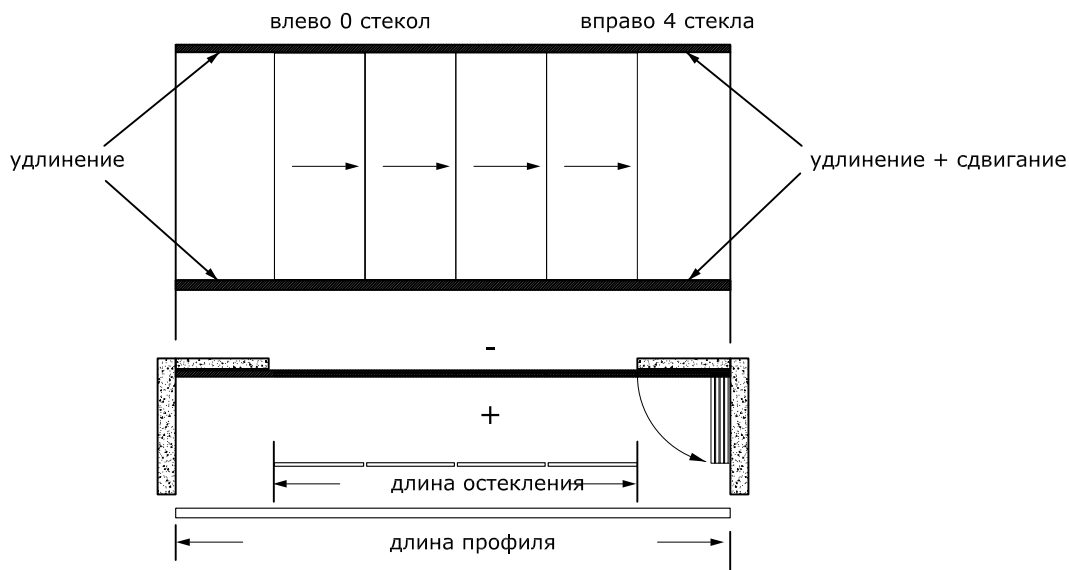 влево 0 стекол
вправо 4 стекла
удлинение
удлинение + сдвигание
-
+
длина остекления
длина профиля